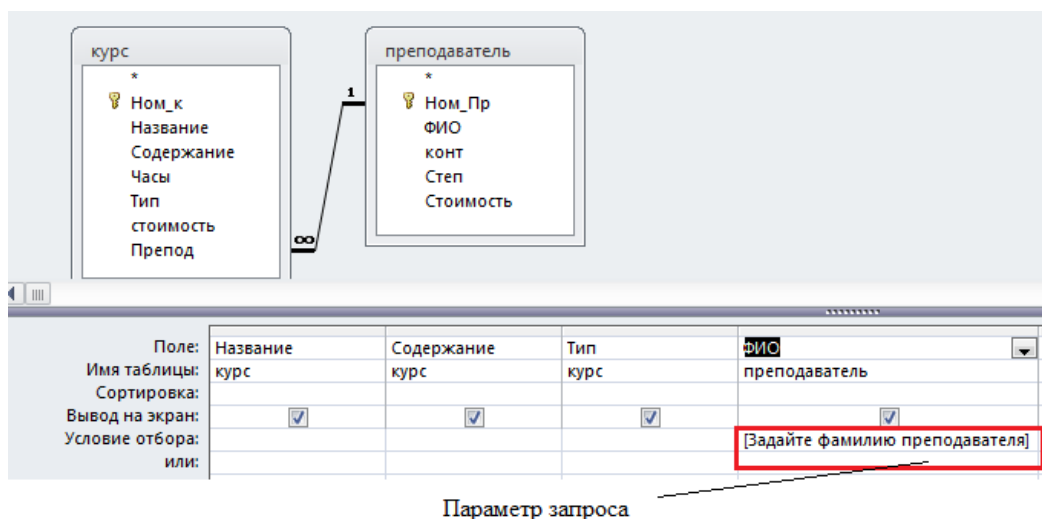 курс
*
Ном_к
Название
Содержание
Часы
Тип
стоимость
Препод
преподаватель
*
Ном_Пр
ФИО
конт
Степ
Стоимость
1
∞
Поле: Название Содержание Тип ФИО
Имя таблицы: курс курс курс преподаватель
Сортировка:
Вывод на экран:
Условие отбора: [Задайте фамилию преподавателя]
или:
Параметр запроса